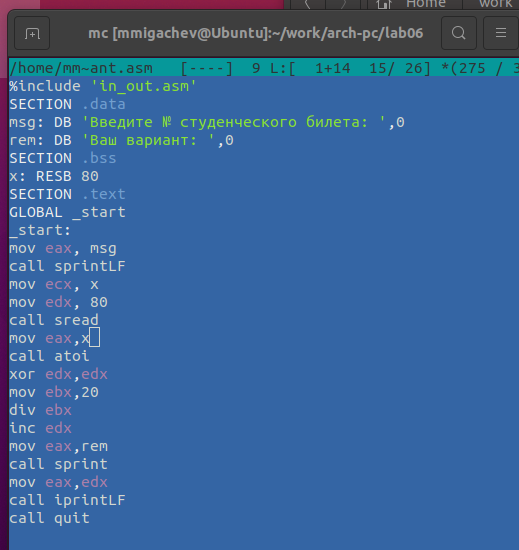 Home work
mc [mmigachev@Ubuntu]:~/work/arch-pc/lab06
/home/mm~ant.asm [----] 9 L:[ 1+14 15/ 26] *(275 / 3
%include 'in_out.asm'
SECTION .data
msg: DB 'Введите № студенческого билета: ',0
rem: DB 'Ваш вариант: ',0
SECTION .bss
x: RESB 80
SECTION .text
GLOBAL _start
_start:
mov eax, msg
call sprintLF
mov ecx, x
mov edx, 80
call sread
mov eax,x
call atoi
xor edx,edx
mov ebx,20
div ebx
inc edx
mov eax,rem
call sprint
mov eax,edx
call iprintLF
call quit